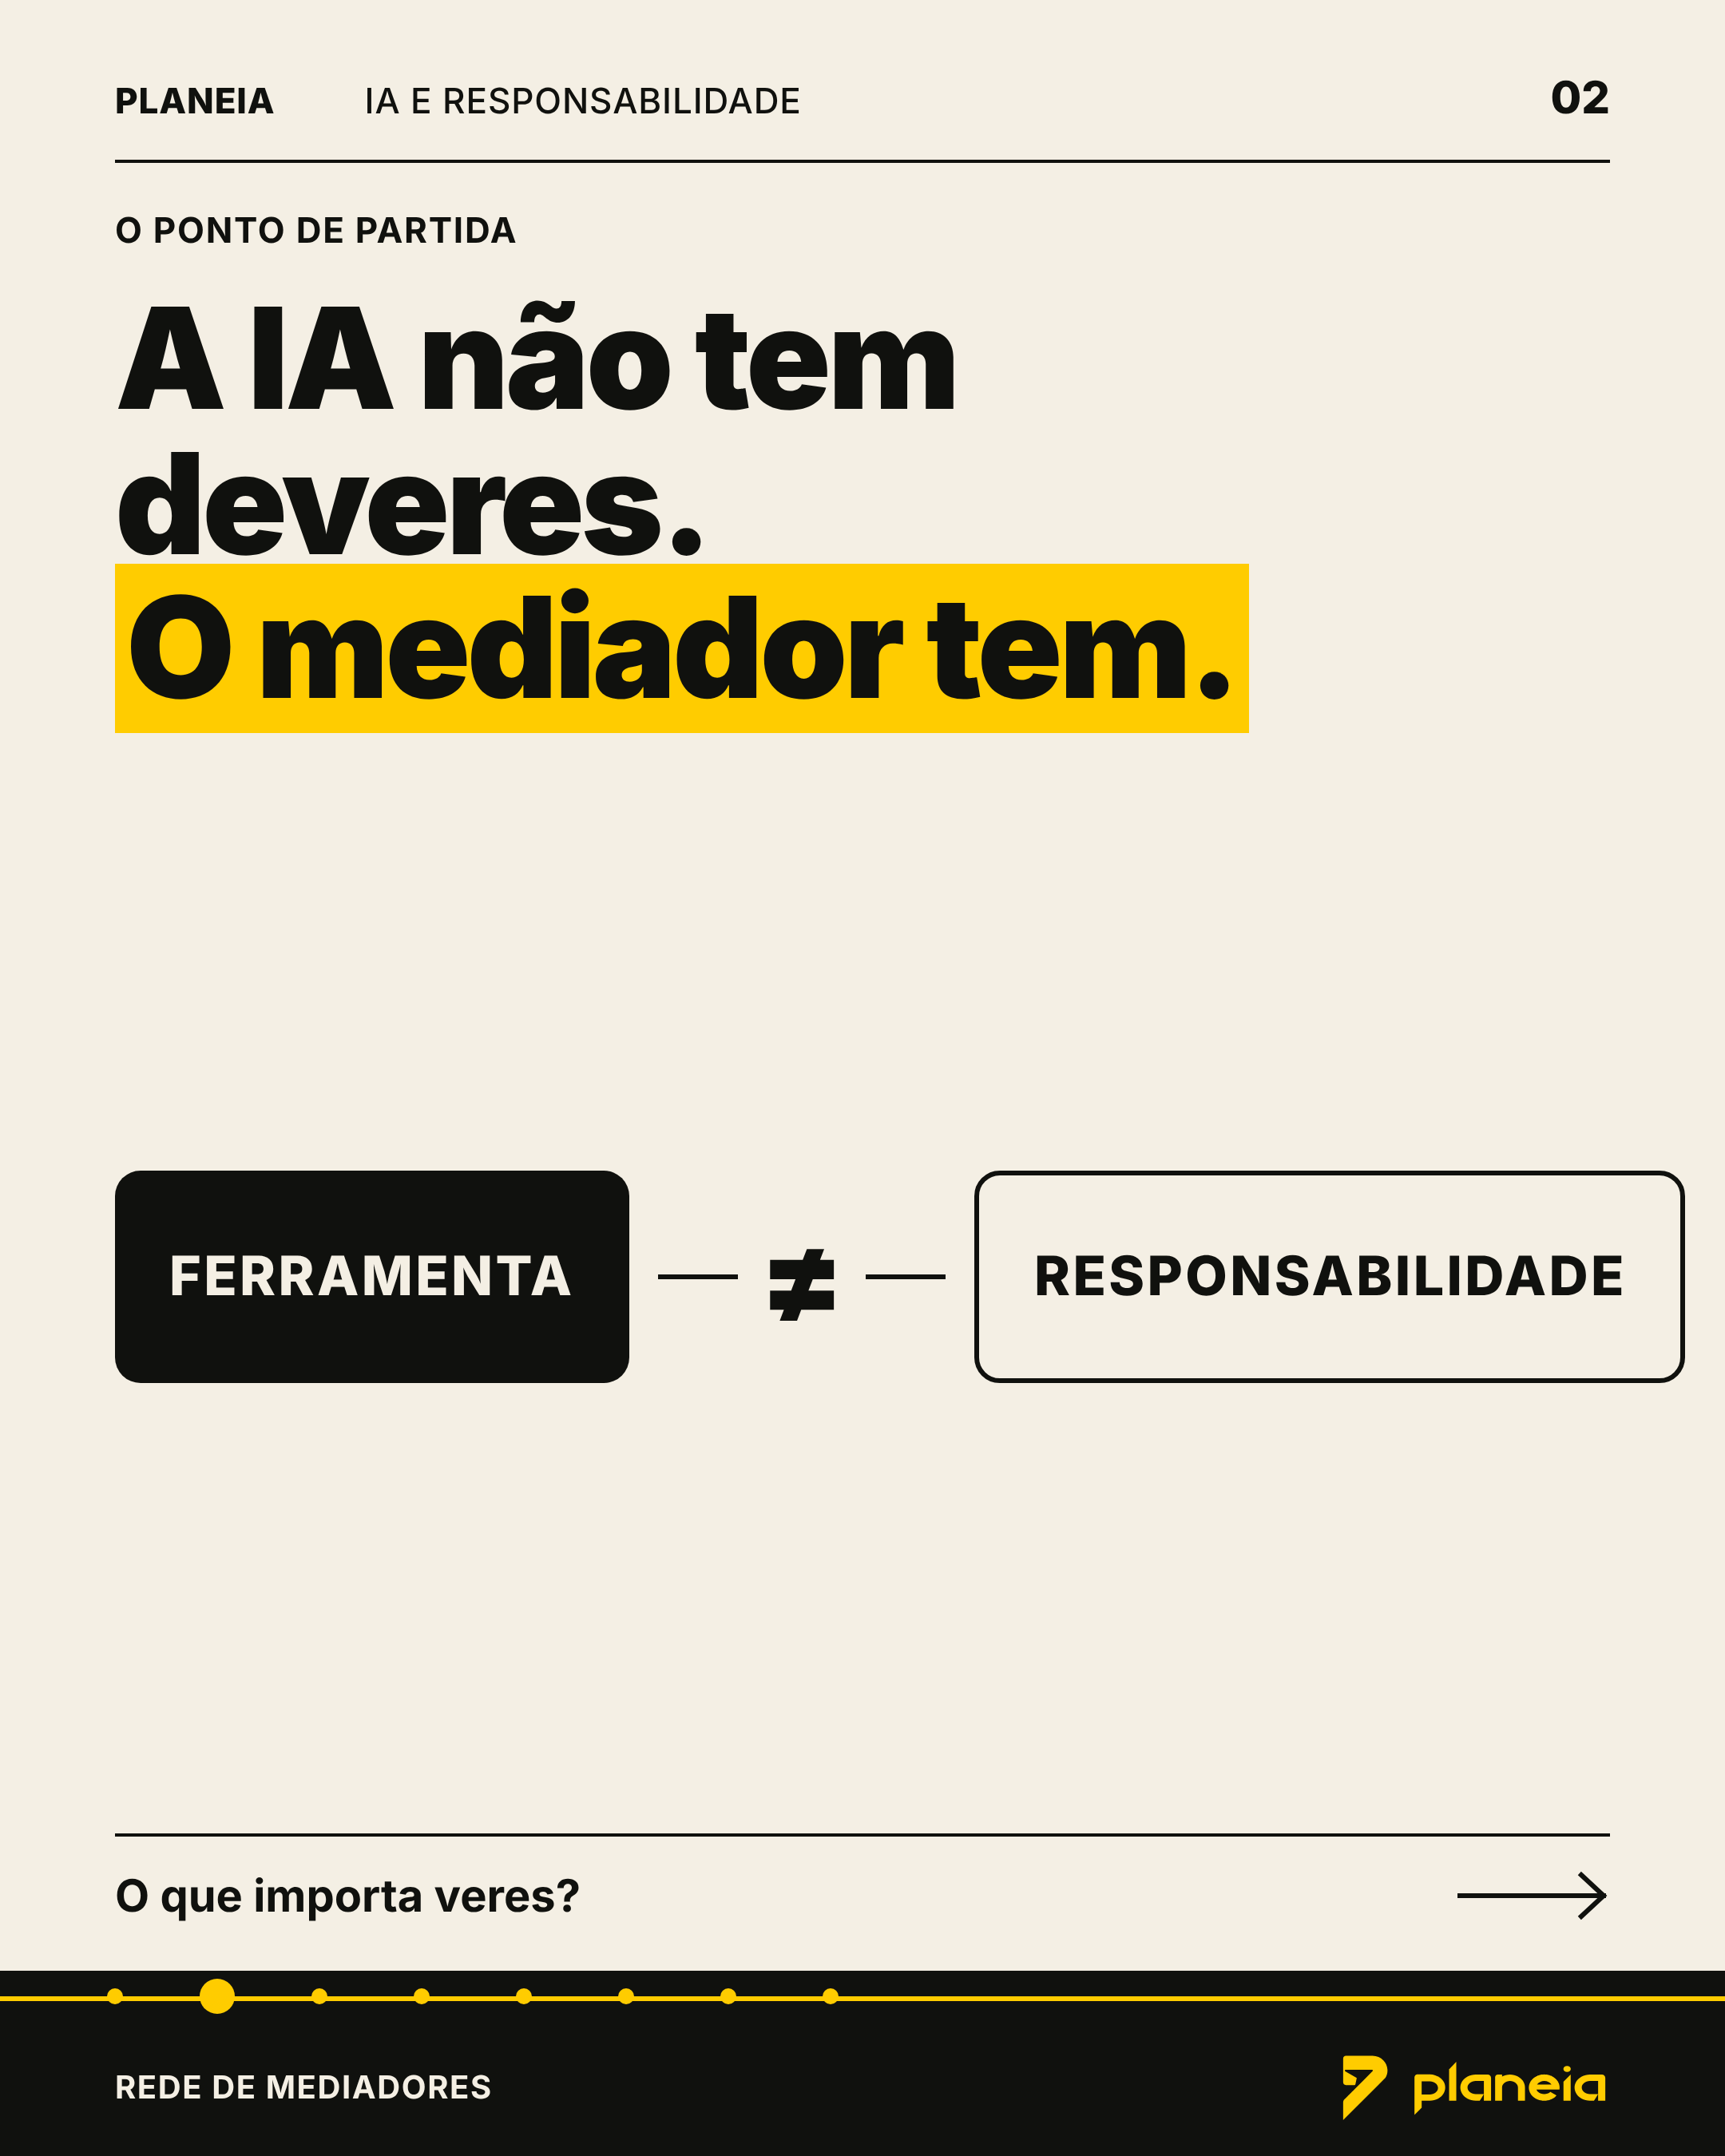 PLANEIA IA E RESPONSABILIDADE 02
O PONTO DE PARTIDA
A IA não tem
deveres.
O mediador tem.
FERRAMENTA ≠ RESPONSABILIDADE
O que importa veres?
REDE DE MEDIADORES
planeia